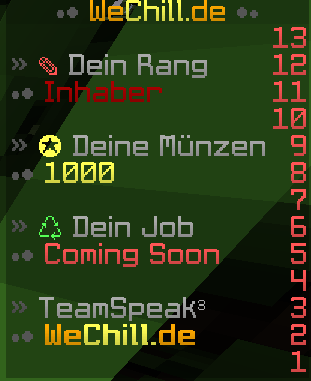 •● WeChill.de ●•
13
» Dein Rang 12
•● Inhaber 11
10
» ✪ Deine Münzen 9
•● 1000 8
7
» ♺ Dein Job 6
•● Coming Soon 5
4
» TeamSpeak³ 3
•● WeChill.de 2
1